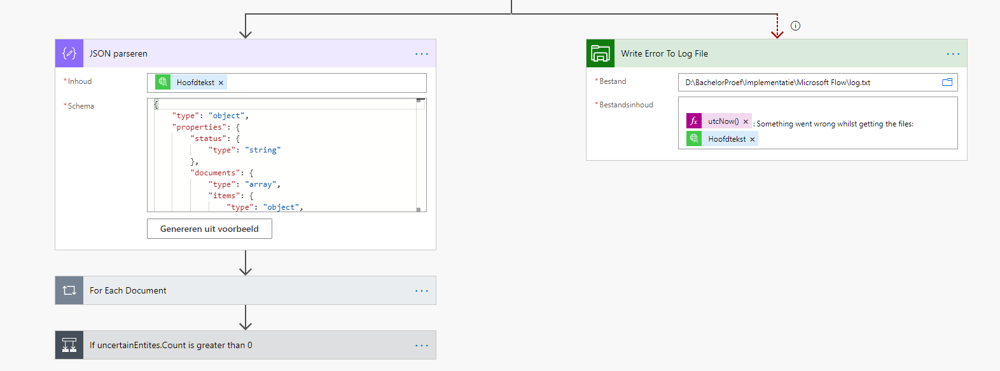 JSON parseren
...
* Inhoud
Hoofdtekst ×
* Schema
{
"type": "object",
"properties": {
"status": {
"type": "string"
},
"documents": {
"type": "array",
"items": {
"type": "object",
Genereren uit voorbeeld
For Each Document
...
If uncertainEntites.Count is greater than 0
...
Write Error To Log File
...
* Bestand
D:\BachelorProef\Implementatie\Microsoft Flow\log.txt
* Bestandsinhoud
fx utcNow() × : Something went wrong whilst getting the files:
Hoofdtekst ×